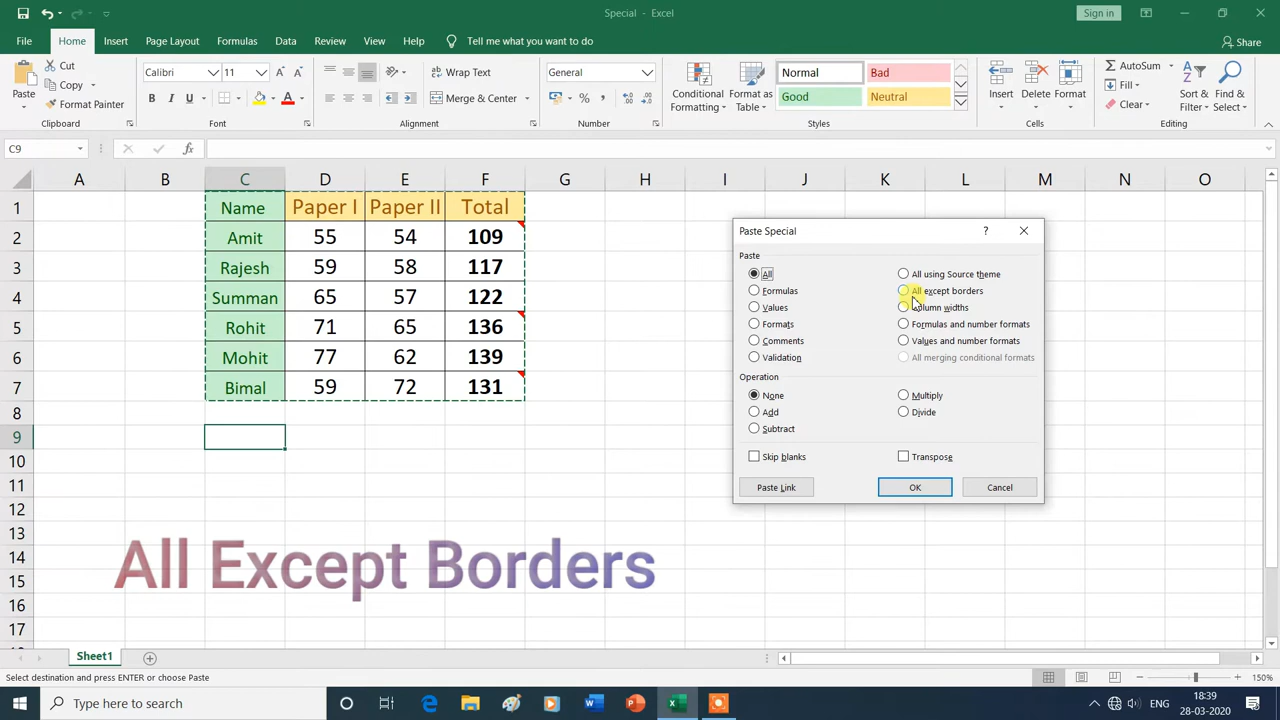 Special - Excel
Sign in
File Home Insert Page Layout Formulas Data Review View Help Tell me what you want to do Share
Paste
Cut
Copy
Format Painter
Clipboard
Calibri 11
B I U
Font
Wrap Text
Merge & Center
Alignment
General
Number
Conditional Formatting
Format as Table
Normal Bad
Good Neutral
Styles
Insert Delete Format
Cells
AutoSum
Fill
Clear
Sort & Filter
Find & Select
Editing
C9
fx
A B C D E F G H I J K L M N O
1 Name Paper I Paper II Total
2 Amit 55 54 109
3 Rajesh 59 58 117
4 Summan 65 57 122
5 Rohit 71 65 136
6 Mohit 77 62 139
7 Bimal 59 72 131
8
9
10
11
12
13
14
15
16
17
Paste Special ?
Paste
All
All using Source theme
Formulas
All except borders
Values
Column widths
Formats
Formulas and number formats
Comments
Values and number formats
Validation
All merging conditional formats
Operation
None
Multiply
Add
Divide
Subtract
Skip blanks
Transpose
Paste Link OK Cancel
All Except Borders
Sheet1
Select destination and press ENTER or choose Paste
150%
Type here to search
ENG
18:39
28-03-2020